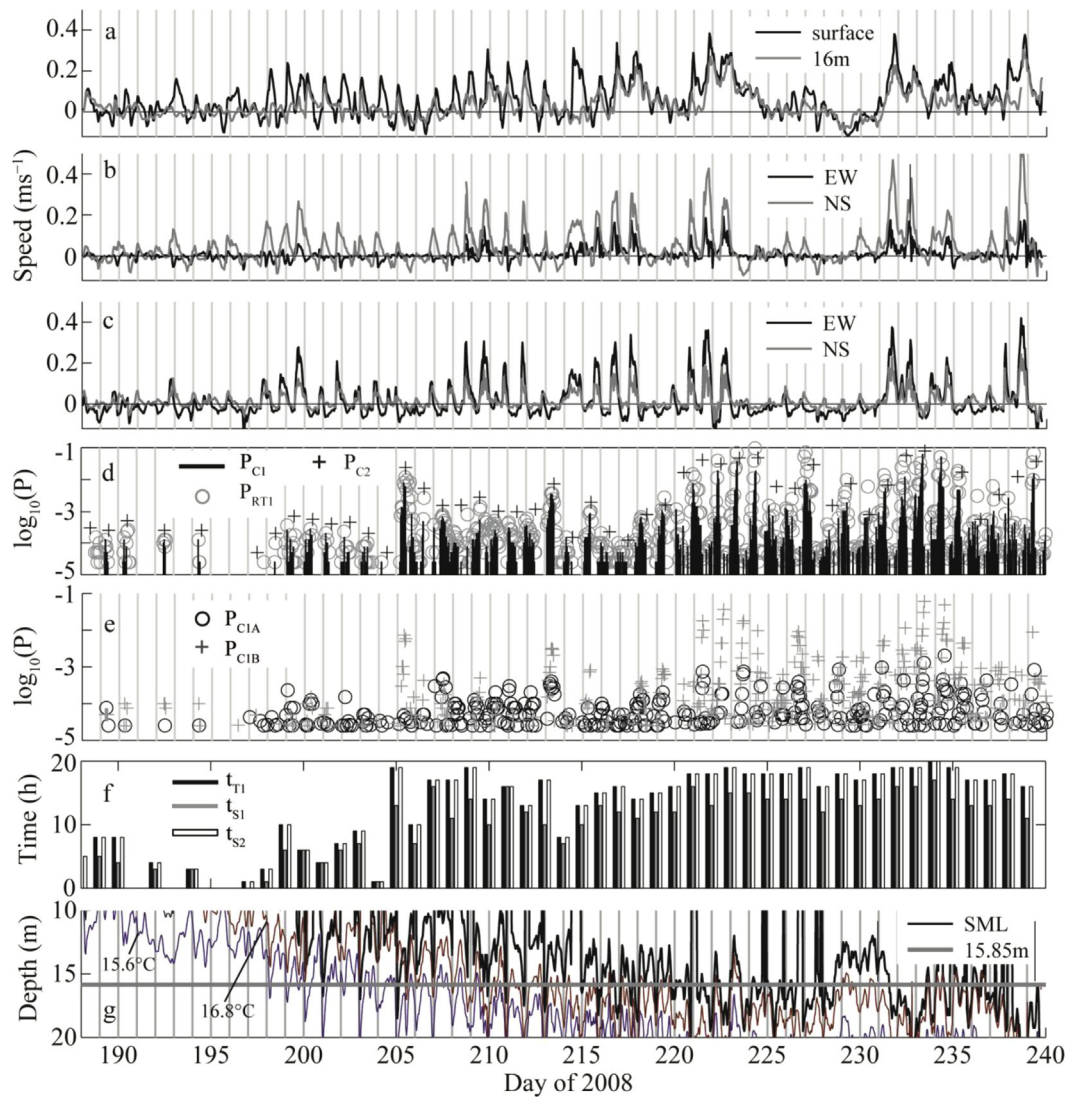 a
0.4
0.2
0
surface
16m
b
0.4
0.2
0
EW
NS
Speed (ms⁻¹)
c
0.4
0.2
0
EW
NS
d
-1
-3
-5
log₁₀(P)
P_C1
P_C2
P_RT1
e
-1
-3
-5
log₁₀(P)
P_C1A
P_C1B
f
20
10
0
Time (h)
t_T1
t_S1
t_S2
g
10
15
20
Depth (m)
15.6°C
16.8°C
SML
15.85m
190 195 200 205 210 215 220 225 230 235 240
Day of 2008